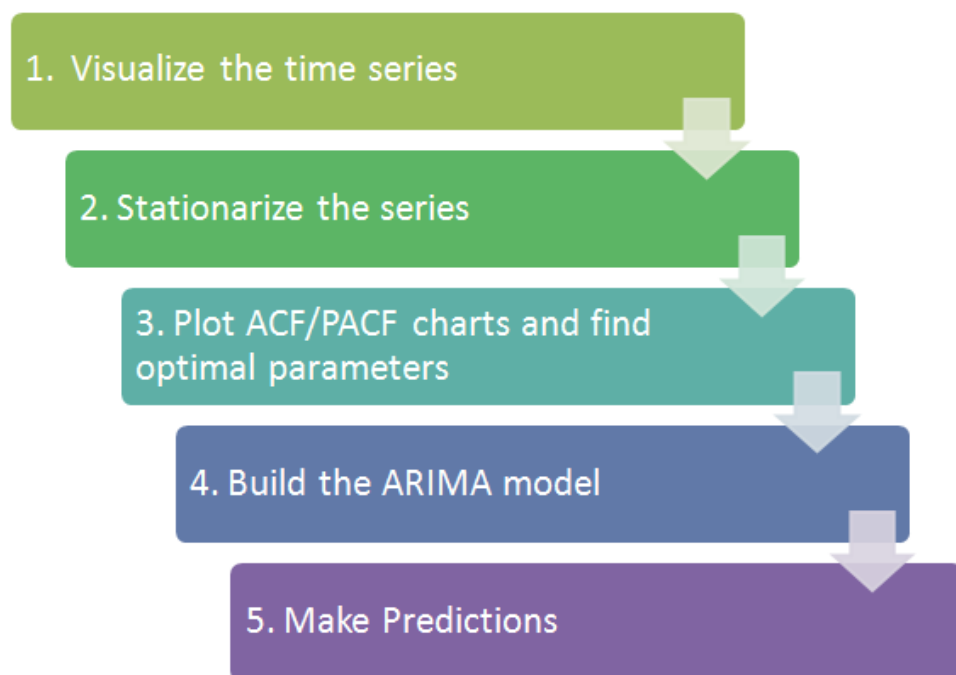 1. Visualize the time series
2. Stationarize the series
3. Plot ACF/PACF charts and find
optimal parameters
4. Build the ARIMA model
5. Make Predictions